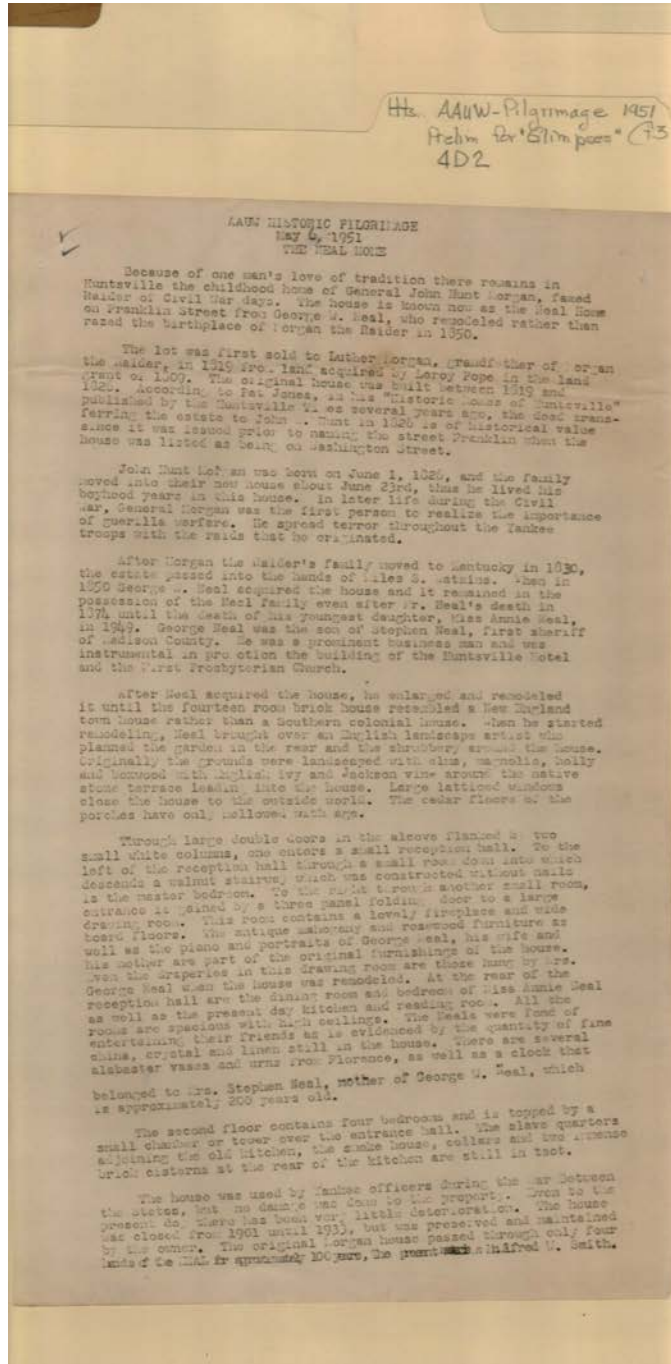 Hts. AAUW-Pilgrimage 1951
Prelim for "Glimpses"
4D2
AAUW HISTORIC PILGRIMAGE
May 6, 1951
THE NEAL HOME
Because of one man's love of tradition there remains in
Huntsville the childhood home of General John Hunt Morgan, famed
Raider of Civil War days. The house is known now as the Neal Home
on Franklin Street from George W. Neal, who remodeled rather than
razed the birthplace of Morgan the Raider in 1850.
The lot was first sold to Luther Morgan, grandfather of Morgan
the Raider, in 1819 from land acquired by Leroy Pope in the land
grant of 1809. The original house was built between 1819 and
1826. According to Pat Jones, in his "Historic Homes of Huntsville"
published by the Huntsville Times several years ago, the deed trans-
ferring the estate to John W. Hunt in 1826 is of historical value
since it was issued prior to naming the street Franklin when the
house was listed as being on Washington Street.
John Hunt Morgan was born on June 1, 1826, and the family
moved into their new house about June 23rd, thus he lived his
boyhood years in this house. In later life during the Civil
War, General Morgan was the first person to realize the importance
of guerilla warfare. He spread terror throughout the Yankee
troops with the raids that he originated.
After Morgan the Raider's family moved to Kentucky in 1830,
the estate passed into the hands of Miles S. Watkins. When in
1850 George W. Neal acquired the house and it remained in the
possession of the Neal family even after Mr. Neal's death in
1874 until the death of his youngest daughter, Miss Annie Neal,
in 1949. George Neal was the son of Stephen Neal, first sheriff
of Madison County. He was a prominent business man and was
instrumental in pro otion the building of the Huntsville Hotel
and the First Presbyterian Church.
After Neal acquired the house, he enlarged and remodeled
it until the fourteen room brick house resembled a New England
town house rather than a Southern colonial house. When he started
remodeling, Neal brought over an English landscape artist who
planned the garden in the rear and the shrubbery around the house.
Originally the grounds were landscaped with elms, magnolia, holly
and boxwood with English ivy and Jackson vine around the native
stone terrace leading into the house. Large latticed windows
close the house to the outside world. The cedar floors of the
porches have only mellowed with age.
Through large double doors in the alcove flanked by two
small white columns, one enters a small reception hall. To the
left of the reception hall through a small room down into which
descends a walnut stairway which was constructed without nails
is the master bedroom. To the right through another small room,
entrance is gained by a three panel folding door to a large
drawing room. This room contains a lovely fireplace and wide
board floors. The antique mahogany and rosewood furniture as
well as the piano and portraits of George Neal, his wife and
his mother are part of the original furnishings of the house.
Even the draperies in this drawing room are those hung by Mrs.
George Neal when the house was remodeled. At the rear of the
reception hall are the dining room and bedroom of Miss Annie Neal
as well as the present day kitchen and reading room. All the
rooms are spacious with high ceilings. The Neals were fond of
entertaining their friends as is evidenced by the quantity of fine
china, crystal and linen still in the house. There are several
alabaster vases and urns from Florence, as well as a clock that
belonged to Mrs. Stephen Neal, mother of George W. Neal, which
is approximately 200 years old.
The second floor contains four bedrooms and is topped by a
small chamber or tower over the entrance hall. The slave quarters
adjoining the old kitchen, the smoke house, cellars and two immense
brick cisterns at the rear of the kitchen are still in tact.
The house was used by Yankee officers during the War Between
the States, but no damage was done to the property. Even to the
present day there has been very little deterioration. The house
was closed from 1901 until 1933, but was preserved and maintained
by the owner. The original Morgan house passed through only four
hands of the NEAL for approximately 100 years, The present Alfred W. Smith.